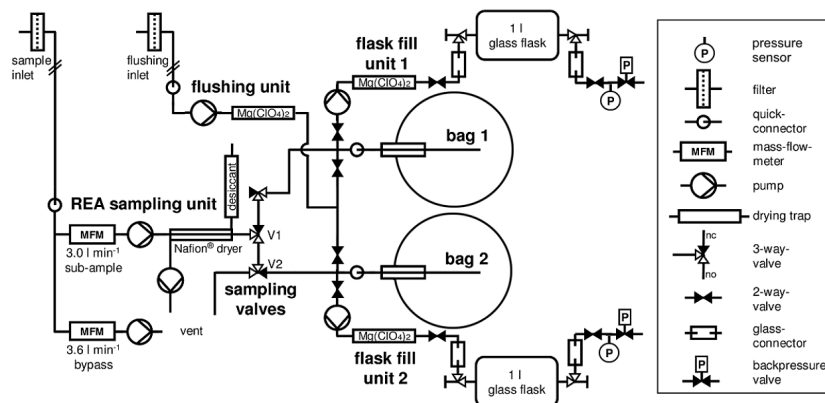 sample
inlet
flushing
inlet
flushing unit
Mg(ClO4)2
flask fill
unit 1
Mg(ClO4)2
1 l
glass flask
P
P
bag 1
REA sampling unit
desiccant
MFM
3.0 l min-1
sub-ample
Nafion® dryer
V1
V2
sampling
valves
bag 2
MFM
3.6 l min-1
bypass
vent
Mg(ClO4)2
flask fill
unit 2
1 l
glass flask
P
P
P
pressure
sensor
filter
quick-
connector
MFM
mass-flow-
meter
pump
drying trap
nc
no
3-way-
valve
2-way-
valve
glass-
connector
P
backpressure
valve